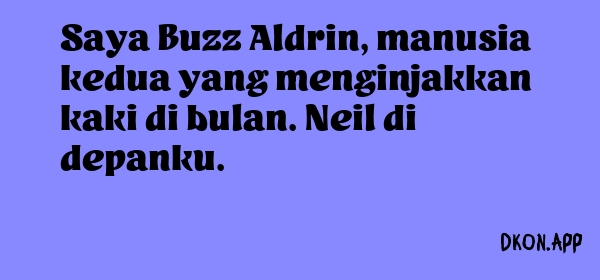 Saya Buzz Aldrin, manusia
kedua yang menginjakkan
kaki di bulan. Neil di
depanku.
DKON.APP